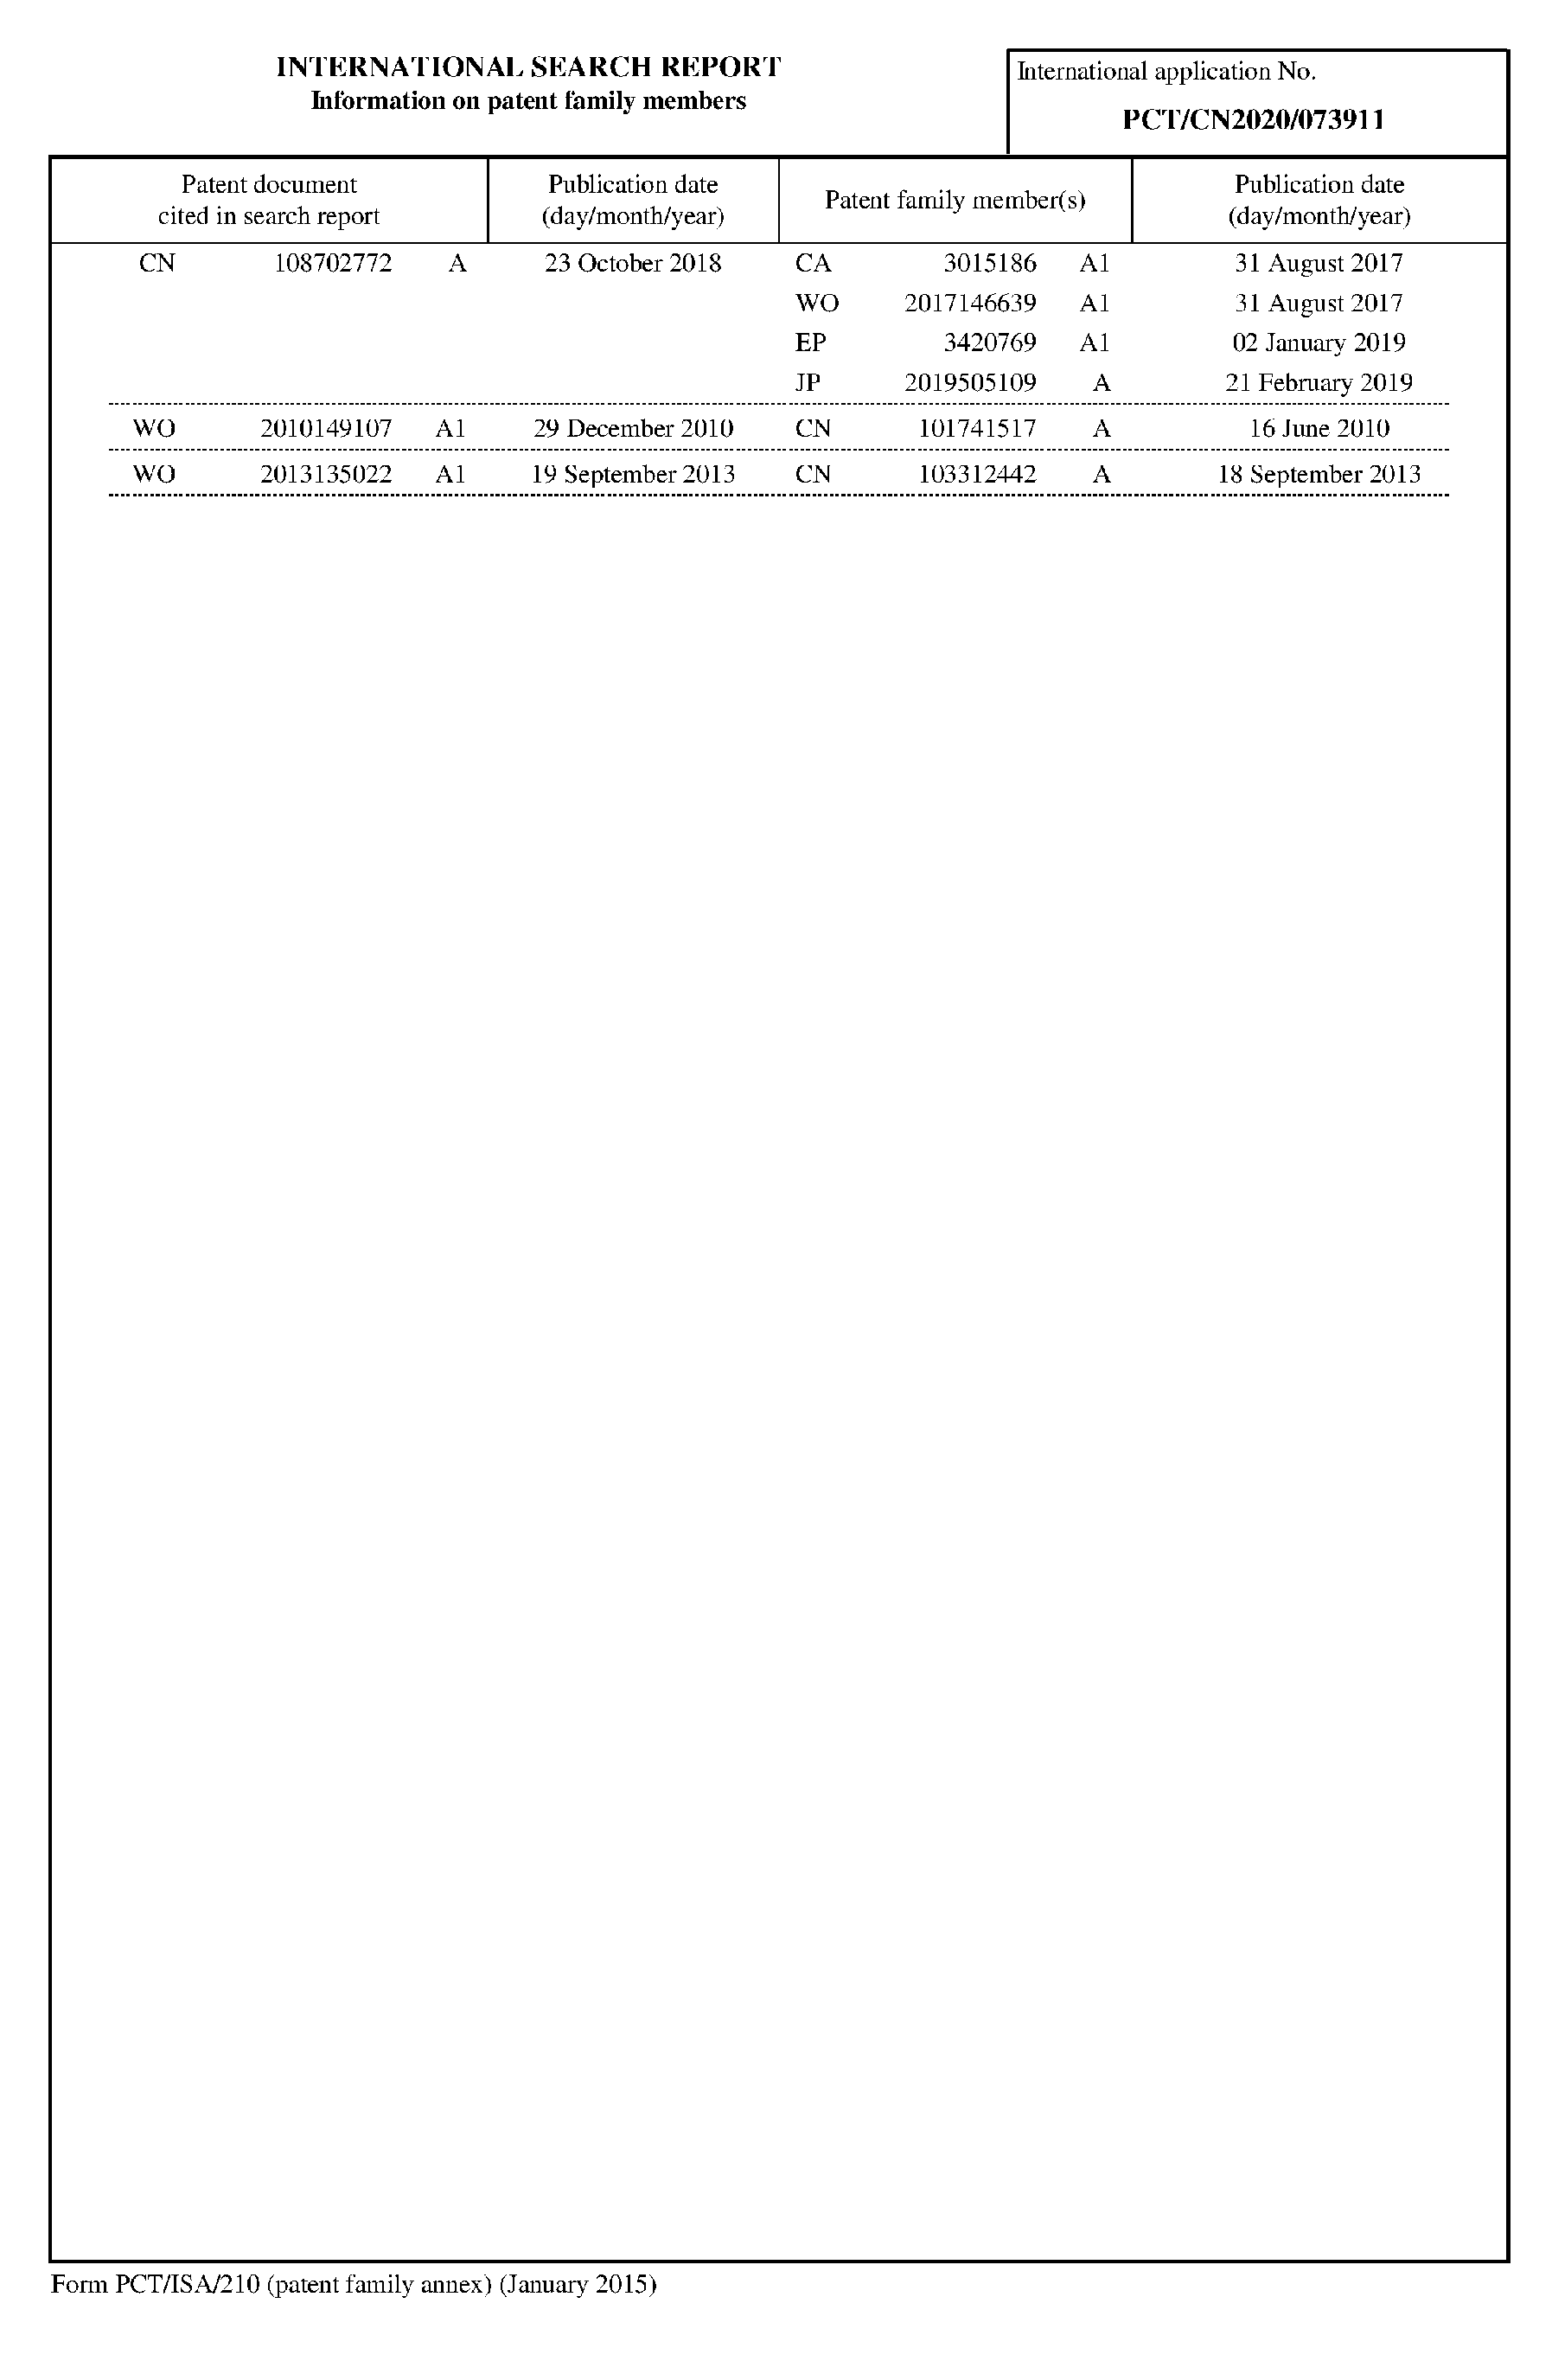 INTERNATIONAL SEARCH REPORT
Information on patent family members
International application No.
PCT/CN2020/073911
Patent document
cited in search report
Publication date
(day/month/year)
Patent family member(s)
Publication date
(day/month/year)
CN 108702772 A 23 October 2018 CA 3015186 A1 31 August 2017
WO 2017146639 A1 31 August 2017
EP 3420769 A1 02 January 2019
JP 2019505109 A 21 February 2019
WO 2010149107 A1 29 December 2010 CN 101741517 A 16 June 2010
WO 2013135022 A1 19 September 2013 CN 103312442 A 18 September 2013
Form PCT/ISA/210 (patent family annex) (January 2015)